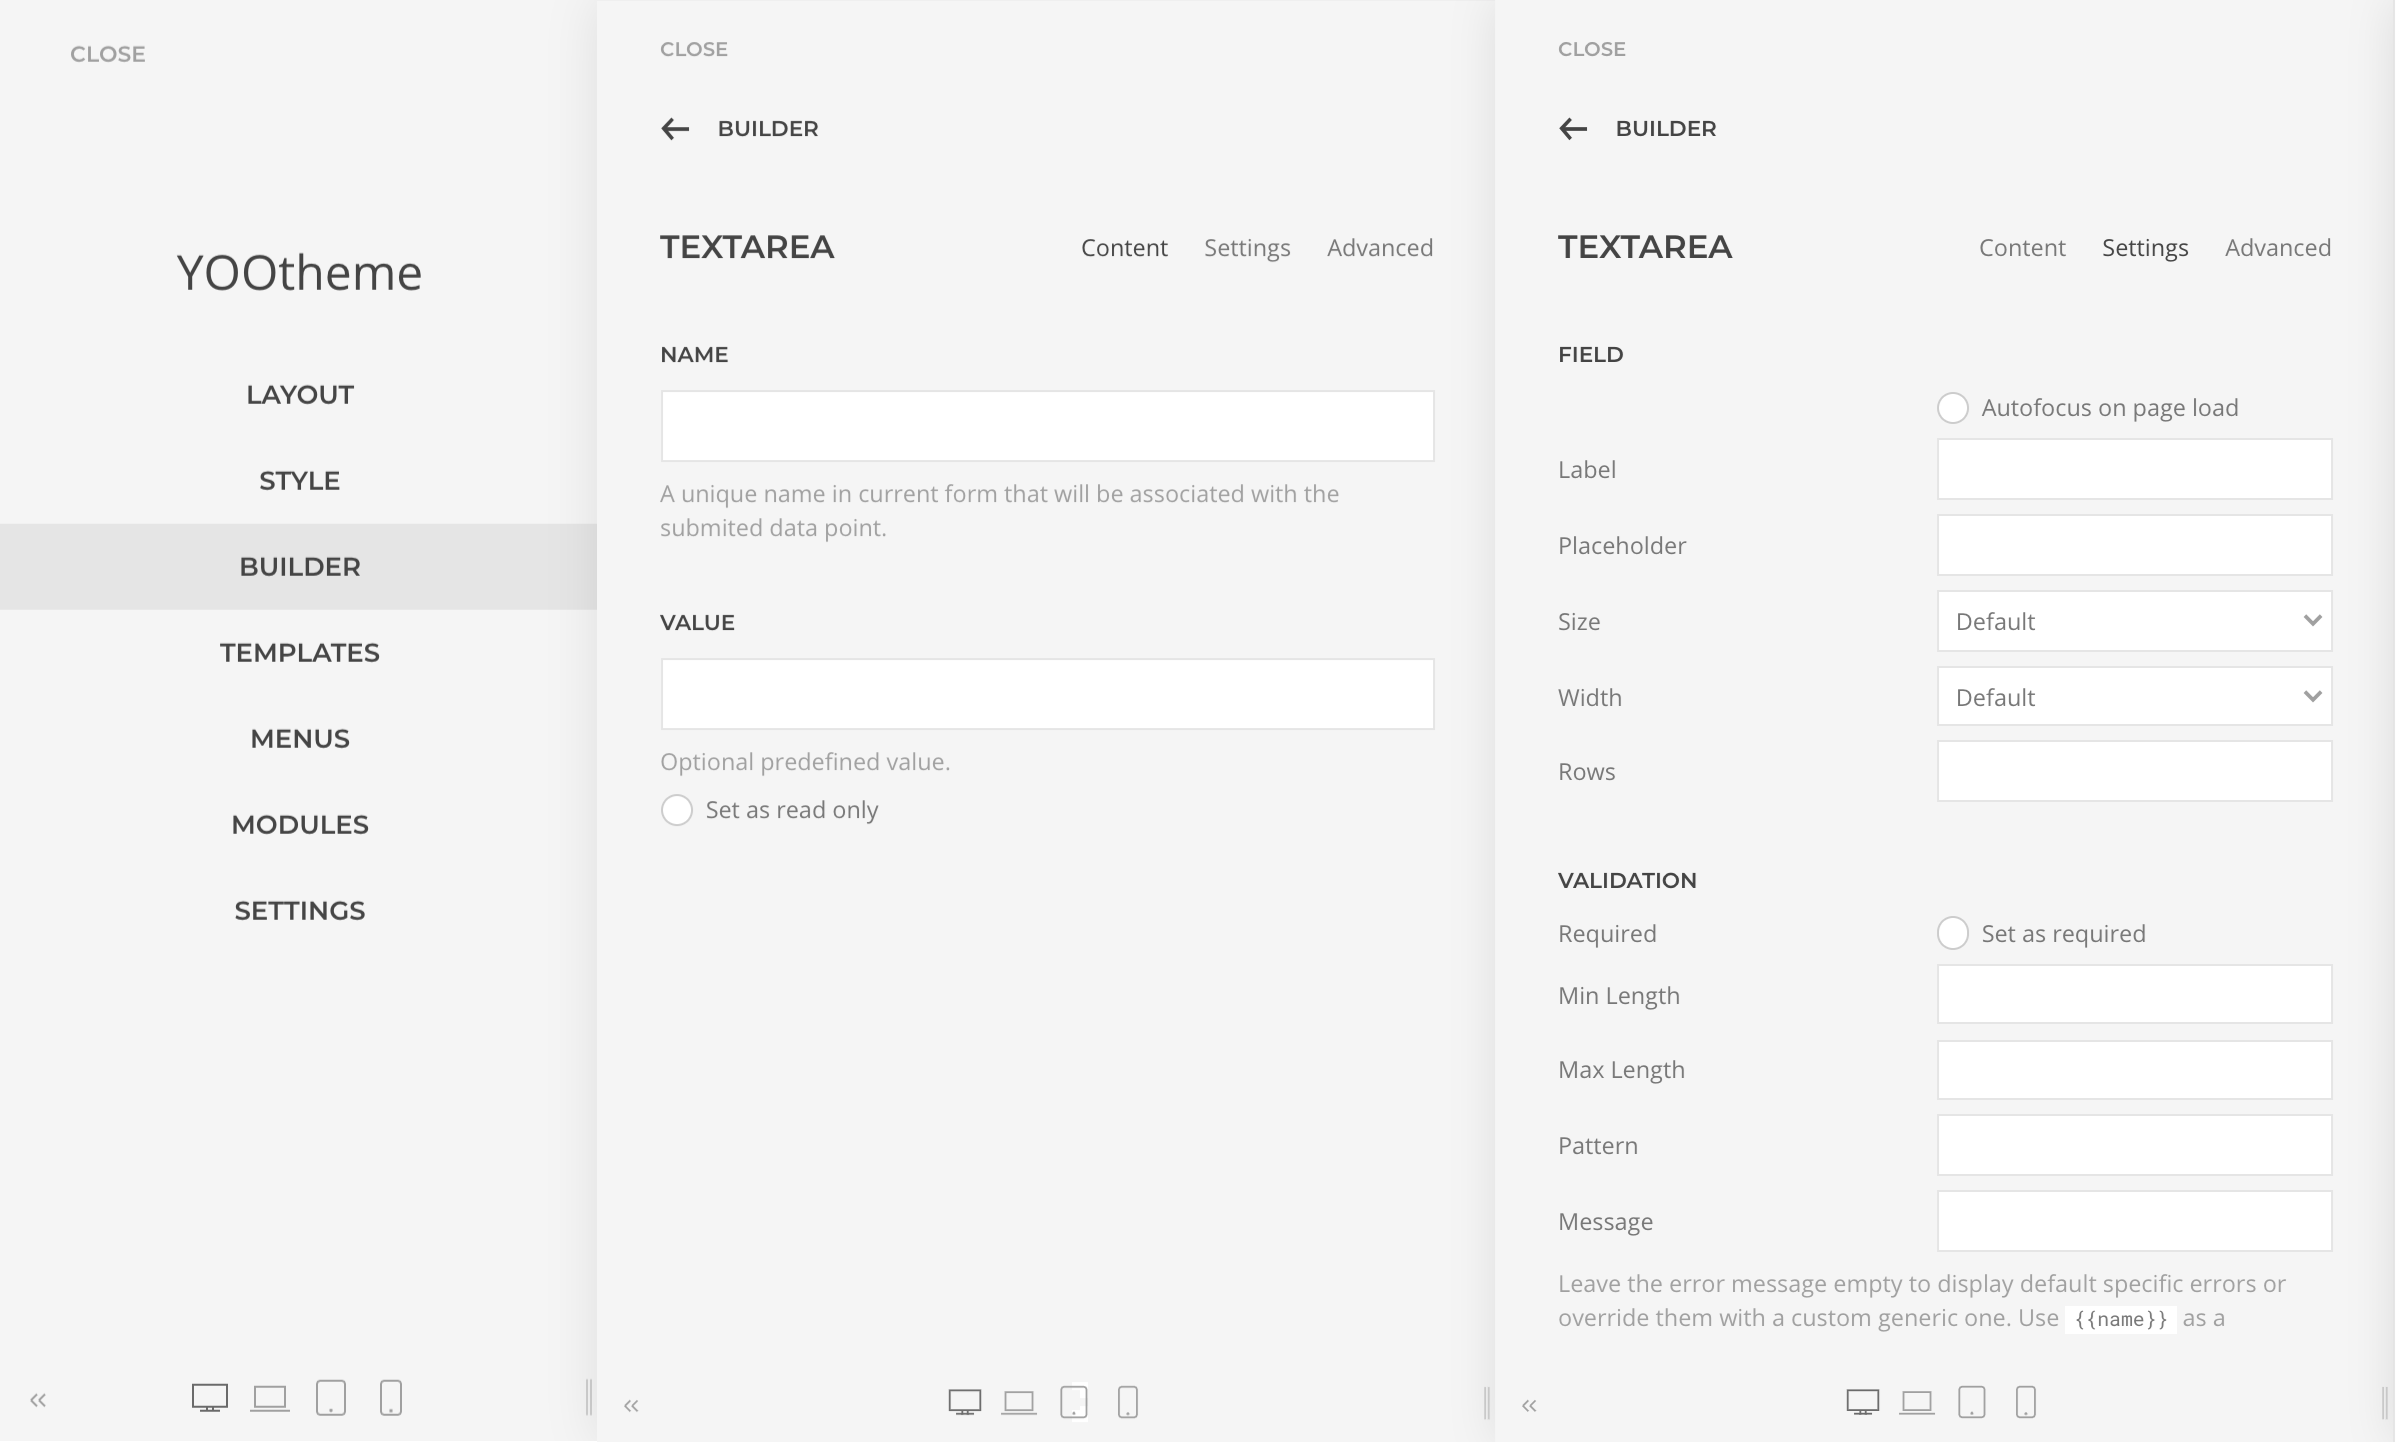 CLOSE
YOOtheme
LAYOUT
STYLE
BUILDER
TEMPLATES
MENUS
MODULES
SETTINGS
CLOSE
BUILDER
TEXTAREA
Content Settings Advanced
NAME
A unique name in current form that will be associated with the
submited data point.
VALUE
Optional predefined value.
Set as read only
CLOSE
BUILDER
TEXTAREA
Content Settings Advanced
FIELD
Autofocus on page load
Label
Placeholder
Size Default
Width Default
Rows
VALIDATION
Required Set as required
Min Length
Max Length
Pattern
Message
Leave the error message empty to display default specific errors or
override them with a custom generic one. Use {{name}} as a